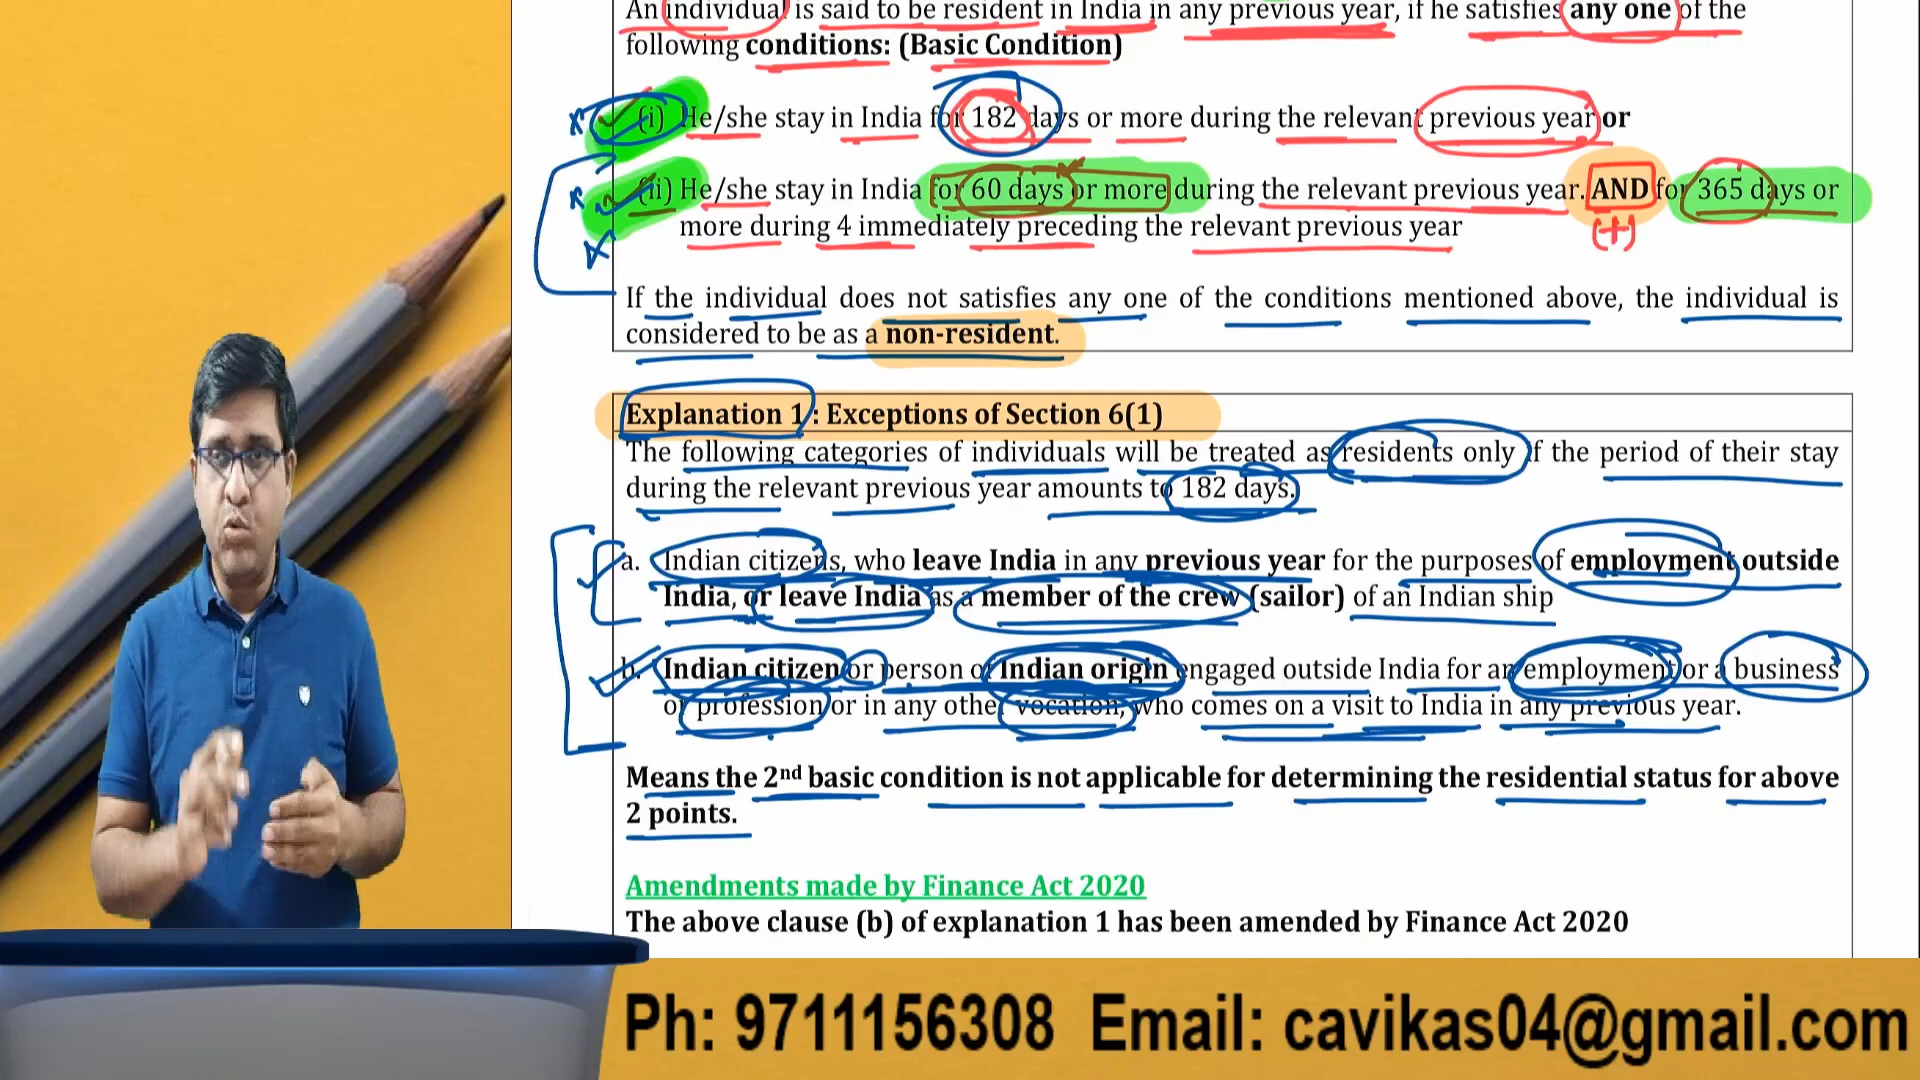 An individual is said to be resident in India in any previous year, if he satisfies any one of the
following conditions: (Basic Condition)
(i) He/she stay in India for 182 days or more during the relevant previous year or
(ii) He/she stay in India for 60 days or more during the relevant previous year. AND for 365 days or
more during 4 immediately preceding the relevant previous year
(+)
If the individual does not satisfies any one of the conditions mentioned above, the individual is
considered to be as a non-resident.
Explanation 1 : Exceptions of Section 6(1)
The following categories of individuals will be treated as residents only if the period of their stay
during the relevant previous year amounts to 182 days.
a. Indian citizens, who leave India in any previous year for the purposes of employment outside
India, or leave India as a member of the crew (sailor) of an Indian ship
b. Indian citizen or person of Indian origin engaged outside India for an employment or a business
or profession or in any other vocation, who comes on a visit to India in any previous year.
Means the 2nd basic condition is not applicable for determining the residential status for above
2 points.
Amendments made by Finance Act 2020
The above clause (b) of explanation 1 has been amended by Finance Act 2020
Ph: 9711156308 Email: cavikas04@gmail.com